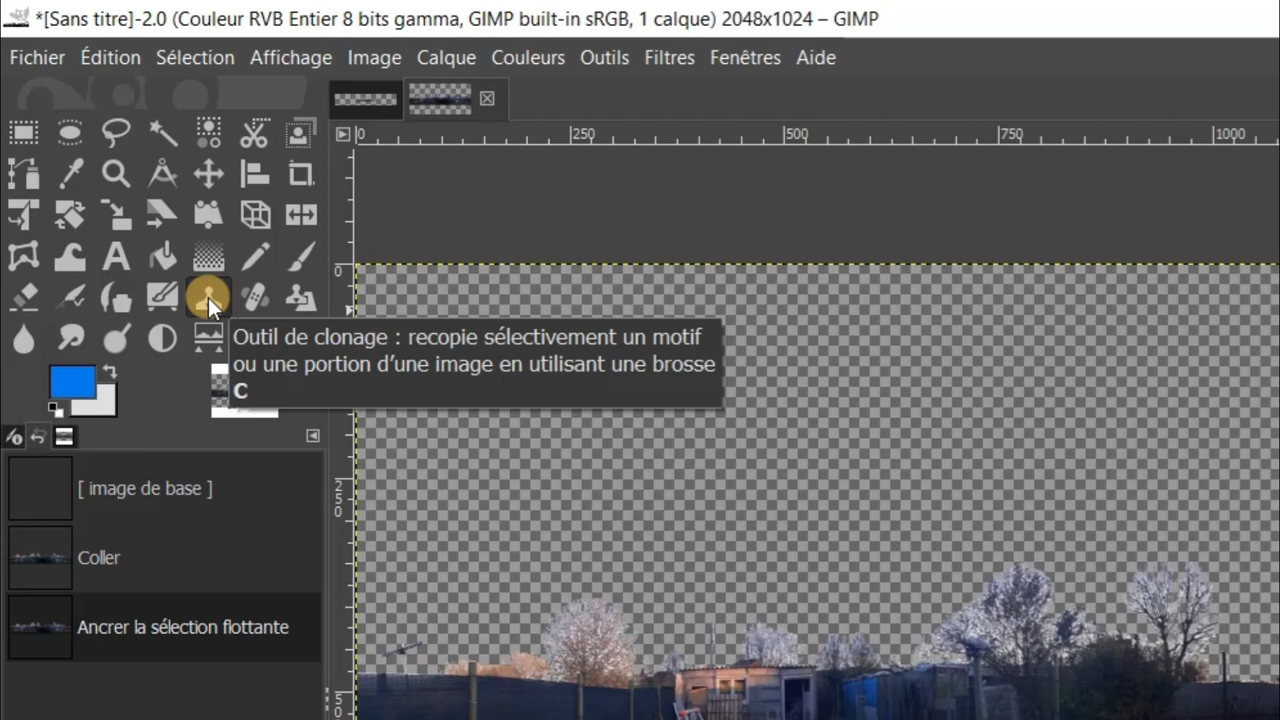 *[Sans titre]-2.0 (Couleur RVB Entier 8 bits gamma, GIMP built-in sRGB, 1 calque) 2048x1024 – GIMP
Fichier Édition Sélection Affichage Image Calque Couleurs Outils Filtres Fenêtres Aide
0 250 500 750 1000
0
Outil de clonage : recopie sélectivement un motif
ou une portion d'une image en utilisant une brosse
C
250
[ image de base ]
Coller
Ancrer la sélection flottante
50